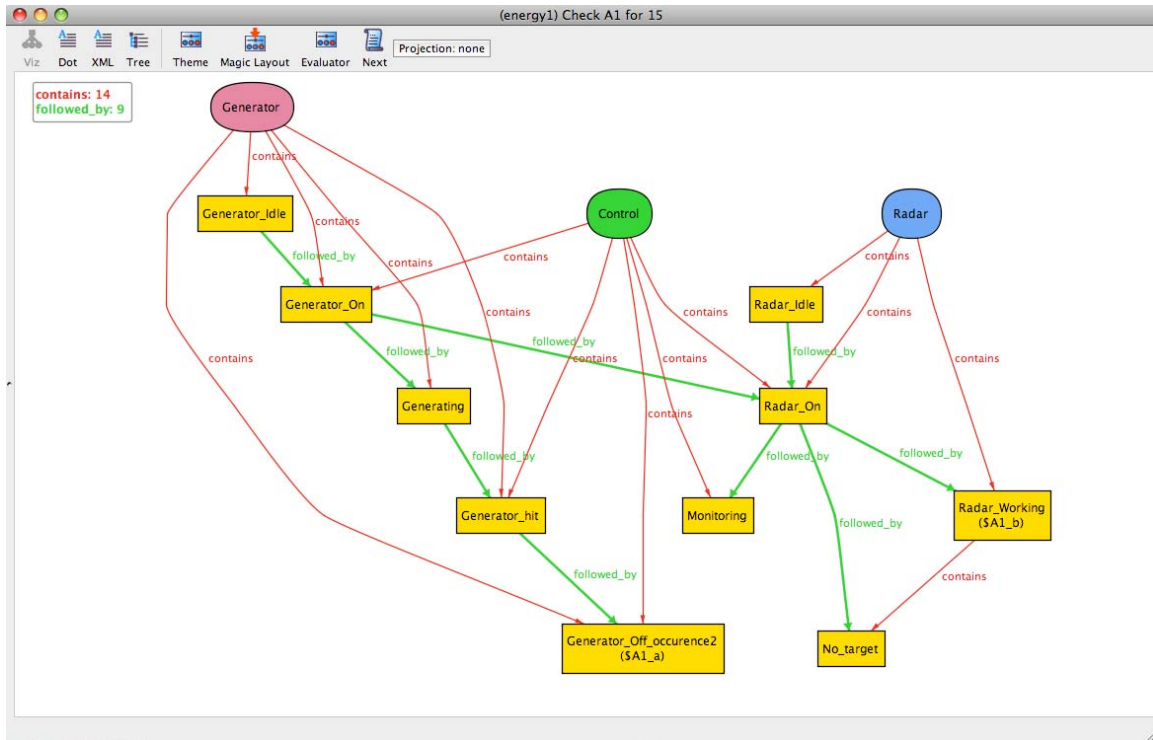 (energy1) Check A1 for 15
Viz Dot XML Tree Theme Magic Layout Evaluator Next Projection: none
contains: 14
followed_by: 9
Generator
contains
Generator_Idle
Control
Radar
contains
followed_by
contains
contains
contains
Generator_On
Radar_Idle
contains
contains
contains
contains
followed_by
followed_by
followed_by
contains
contains
contains
Generating
Radar_On
contains
followed_by
followed_by
followed_by
contains
Generator_hit
Monitoring
Radar_Working
($A1_b)
followed_by
followed_by
contains
Generator_Off_occurence2
($A1_a)
No_target